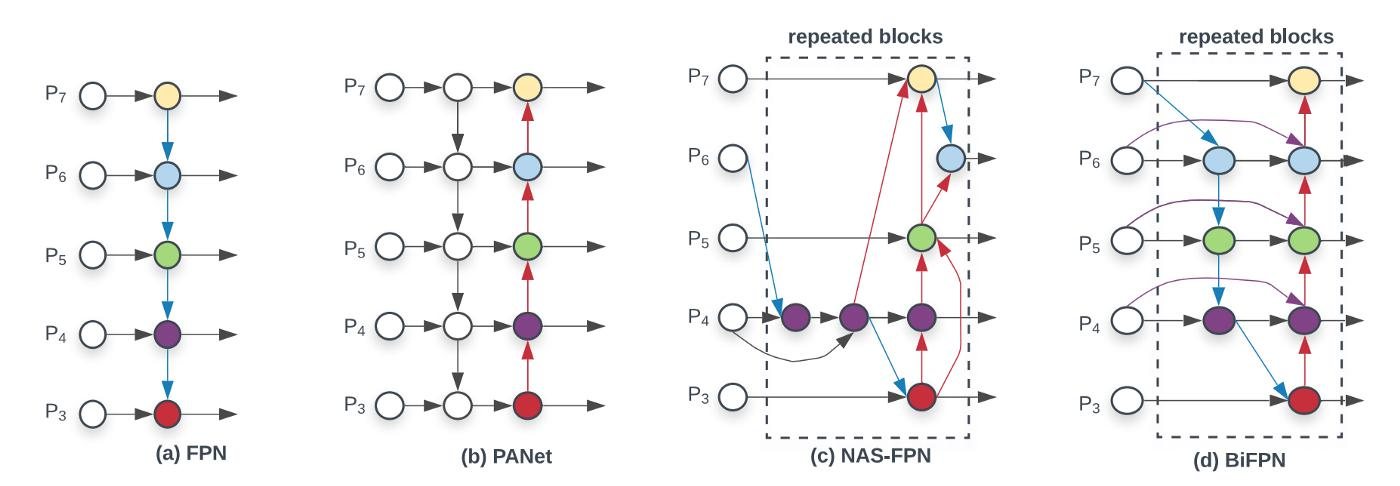 repeated blocks
repeated blocks
P7
P7
P7
P7
P6
P6
P6
P6
P5
P5
P5
P5
P4
P4
P4
P4
P3
P3
P3
P3
(a) FPN
(b) PANet
(c) NAS-FPN
(d) BiFPN